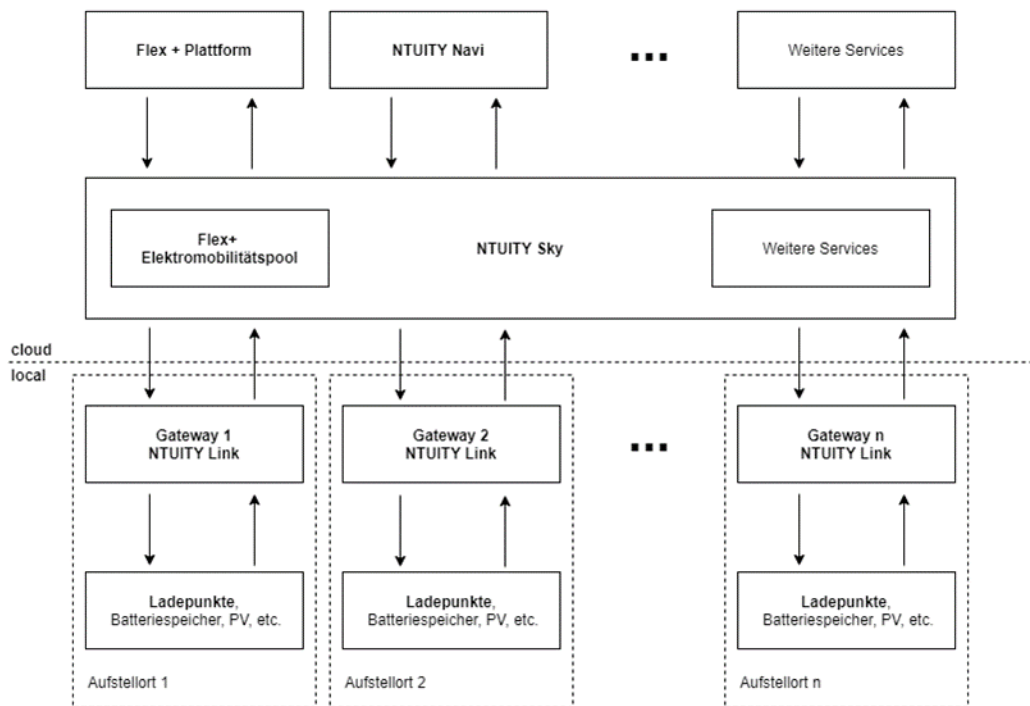 Flex + Plattform
NTUITY Navi
...
Weitere Services
Flex+
Elektromobilitätspool
NTUITY Sky
Weitere Services
cloud
local
Gateway 1
NTUITY Link
Gateway 2
NTUITY Link
...
Gateway n
NTUITY Link
Ladepunkte,
Batteriespeicher, PV, etc.
Ladepunkte,
Batteriespeicher, PV, etc.
Ladepunkte,
Batteriespeicher, PV, etc.
Aufstellort 1
Aufstellort 2
Aufstellort n